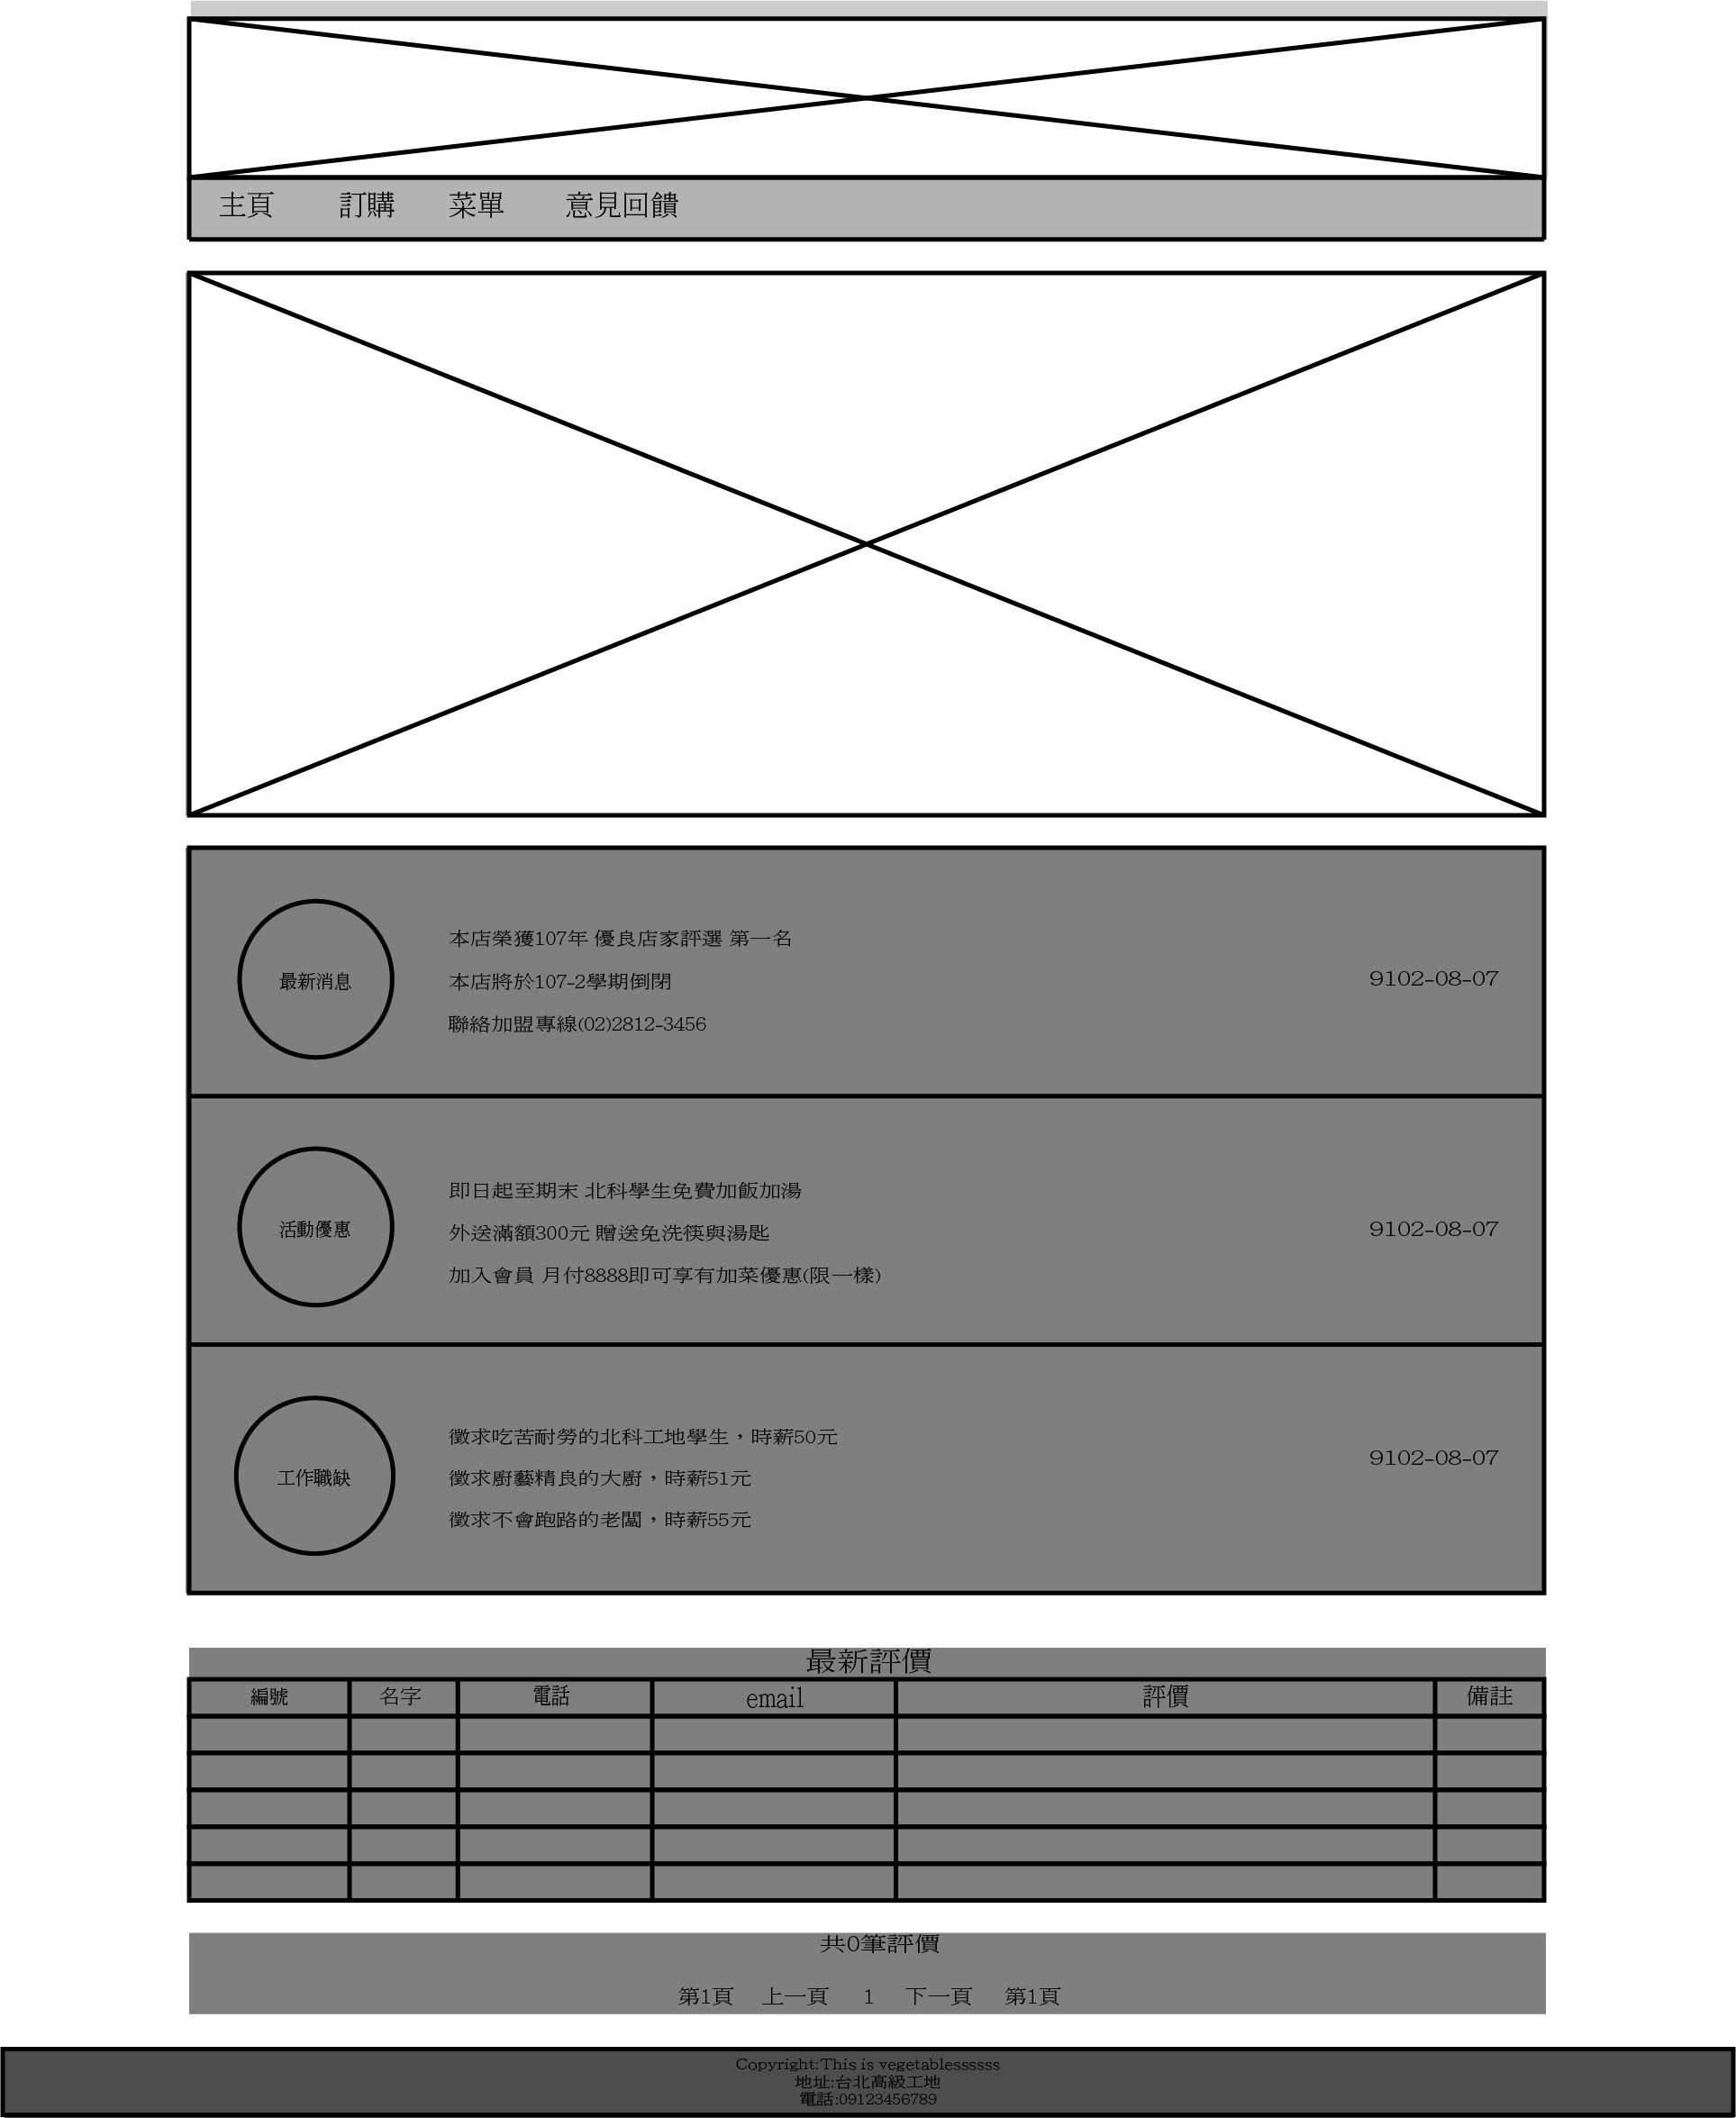 主頁 訂購 菜單 意見回饋
最新消息
本店榮獲107年 優良店家評選 第一名
本店將於107-2學期倒閉
聯絡加盟專線(02)2812-3456
9102-08-07
活動優惠
即日起至期末 北科學生免費加飯加湯
外送滿額300元 贈送免洗筷與湯匙
加入會員 月付8888即可享有加菜優惠(限一樣)
9102-08-07
工作職缺
徵求吃苦耐勞的北科工地學生，時薪50元
徵求廚藝精良的大廚，時薪51元
徵求不會跑路的老闆，時薪55元
9102-08-07
最新評價
編號 名字 電話 email 評價 備註
共0筆評價
第1頁 上一頁 1 下一頁 第1頁
Copyright:This is vegetablessssss
地址:台北高級工地
電話:09123456789